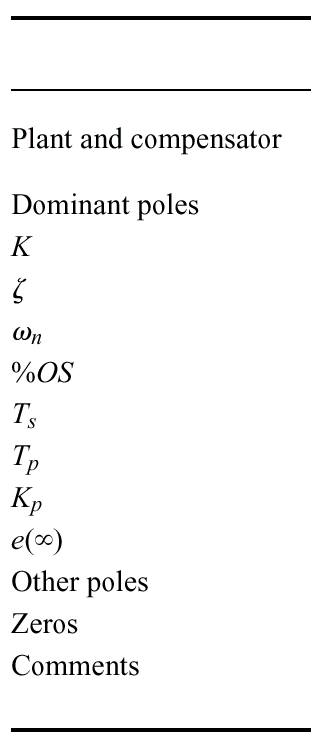 Plant and compensator
Dominant poles
K
ζ
ωn
%OS
Ts
Tp
Kp
e(∞)
Other poles
Zeros
Comments